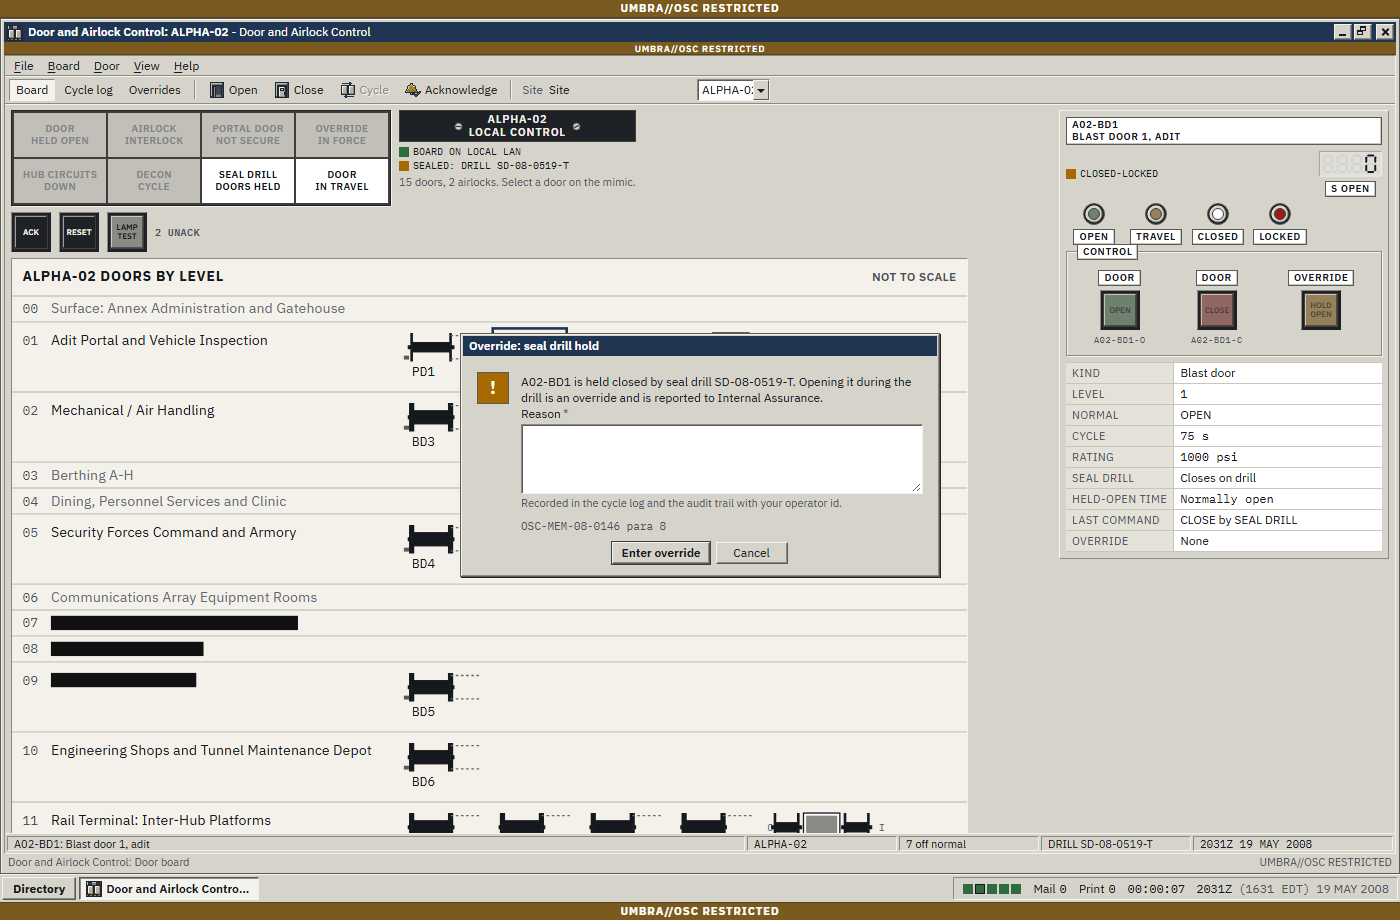 UMBRA//OSC RESTRICTED
Door and Airlock Control: ALPHA-02 - Door and Airlock Control
UMBRA//OSC RESTRICTED
File Board Door View Help
Board Cycle log Overrides Open Close Cycle Acknowledge Site Site ALPHA-02
DOOR HELD OPEN
AIRLOCK INTERLOCK
PORTAL DOOR NOT SECURE
OVERRIDE IN FORCE
HUB CIRCUITS DOWN
DECON CYCLE
SEAL DRILL DOORS HELD
DOOR IN TRAVEL
ALPHA-02
LOCAL CONTROL
BOARD ON LOCAL LAN
SEALED: DRILL SD-08-0519-T
15 doors, 2 airlocks. Select a door on the mimic.
ACK RESET LAMP TEST 2 UNACK
ALPHA-02 DOORS BY LEVEL NOT TO SCALE
00 Surface: Annex Administration and Gatehouse
01 Adit Portal and Vehicle Inspection
PD1
02 Mechanical / Air Handling
BD3
03 Berthing A-H
04 Dining, Personnel Services and Clinic
05 Security Forces Command and Armory
BD4
06 Communications Array Equipment Rooms
07
08
09
BD5
10 Engineering Shops and Tunnel Maintenance Depot
BD6
11 Rail Terminal: Inter-Hub Platforms
I
Override: seal drill hold
!
A02-BD1 is held closed by seal drill SD-08-0519-T. Opening it during the
drill is an override and is reported to Internal Assurance.
Reason *
Recorded in the cycle log and the audit trail with your operator id.
OSC-MEM-08-0146 para 8
Enter override Cancel
A02-BD1
BLAST DOOR 1, ADIT
CLOSED-LOCKED
0
S OPEN
OPEN TRAVEL CLOSED LOCKED
CONTROL
DOOR DOOR OVERRIDE
OPEN CLOSE HOLD OPEN
A02-BD1-O A02-BD1-C
KIND Blast door
LEVEL 1
NORMAL OPEN
CYCLE 75 s
RATING 1000 psi
SEAL DRILL Closes on drill
HELD-OPEN TIME Normally open
LAST COMMAND CLOSE by SEAL DRILL
OVERRIDE None
A02-BD1: Blast door 1, adit ALPHA-02 7 off normal DRILL SD-08-0519-T 2031Z 19 MAY 2008
Door and Airlock Control: Door board UMBRA//OSC RESTRICTED
Directory Door and Airlock Contro... Mail 0 Print 0 00:00:07 2031Z (1631 EDT) 19 MAY 2008
UMBRA//OSC RESTRICTED